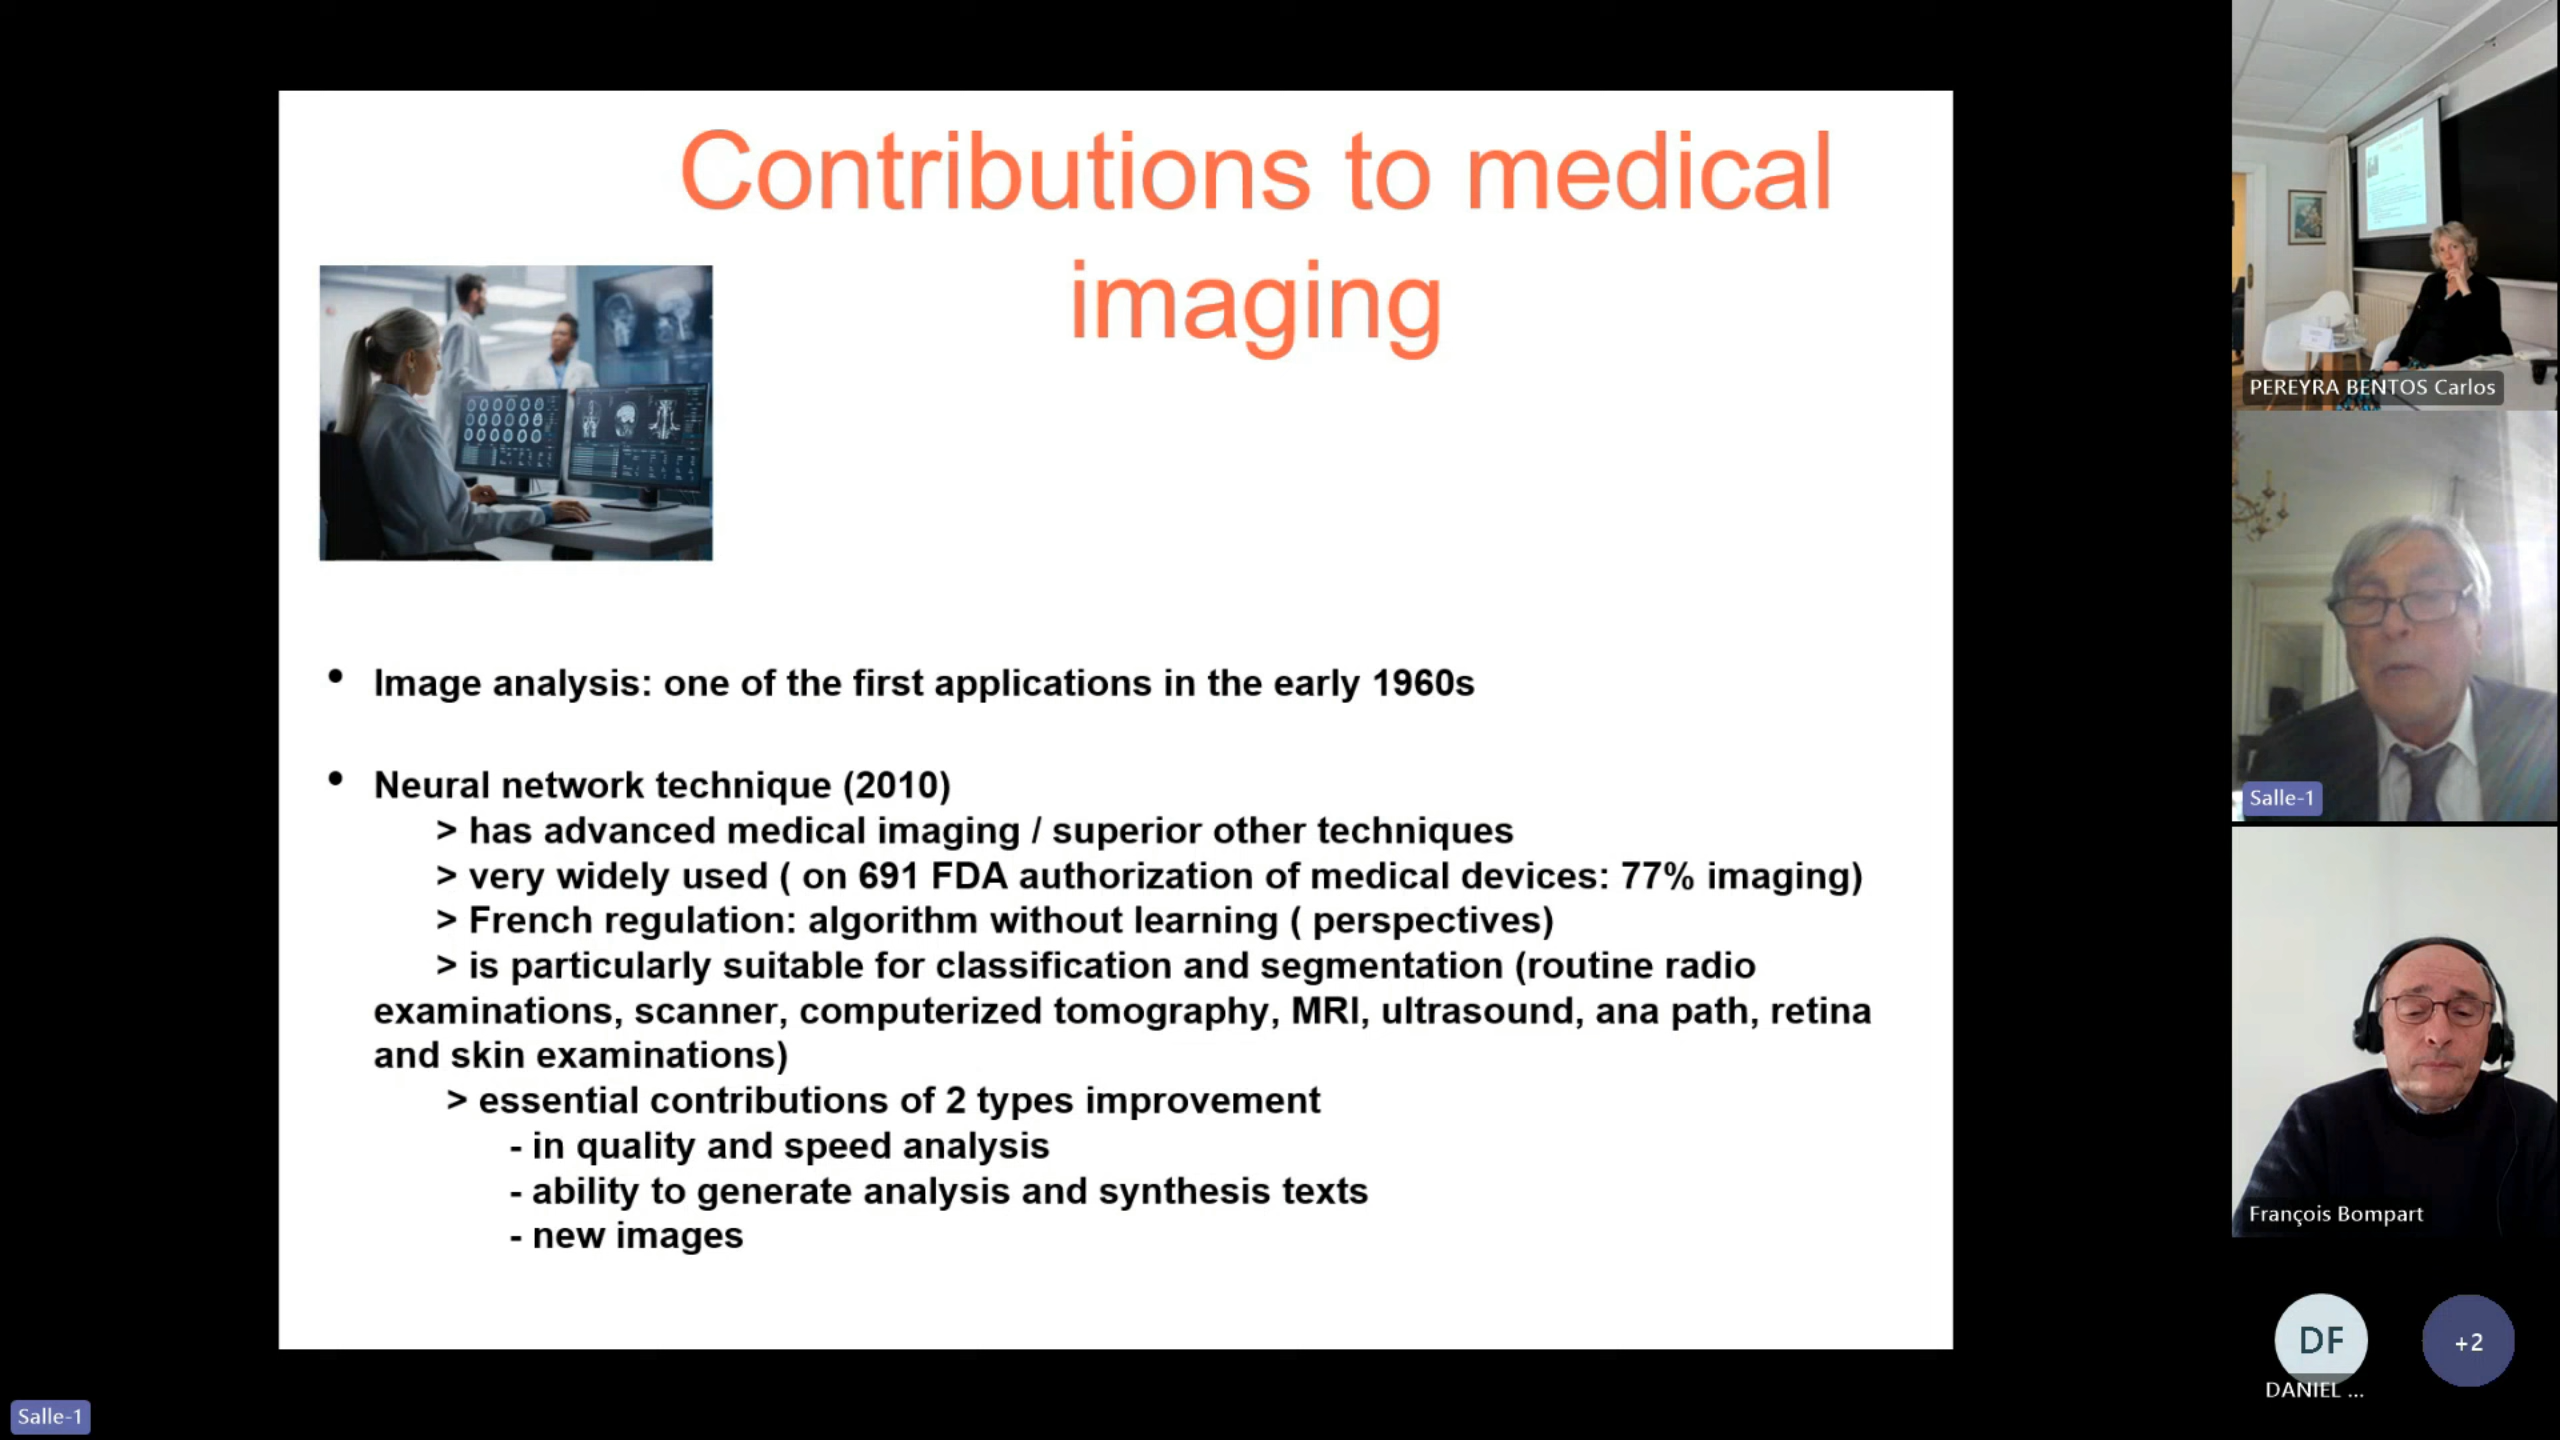 Contributions to medical
imaging
• Image analysis: one of the first applications in the early 1960s
• Neural network technique (2010)
> has advanced medical imaging / superior other techniques
> very widely used ( on 691 FDA authorization of medical devices: 77% imaging)
> French regulation: algorithm without learning ( perspectives)
> is particularly suitable for classification and segmentation (routine radio
examinations, scanner, computerized tomography, MRI, ultrasound, ana path, retina
and skin examinations)
> essential contributions of 2 types improvement
- in quality and speed analysis
- ability to generate analysis and synthesis texts
- new images
PEREYRA BENTOS Carlos
Salle-1
François Bompart
DF
DANIEL ...
+2
Salle-1